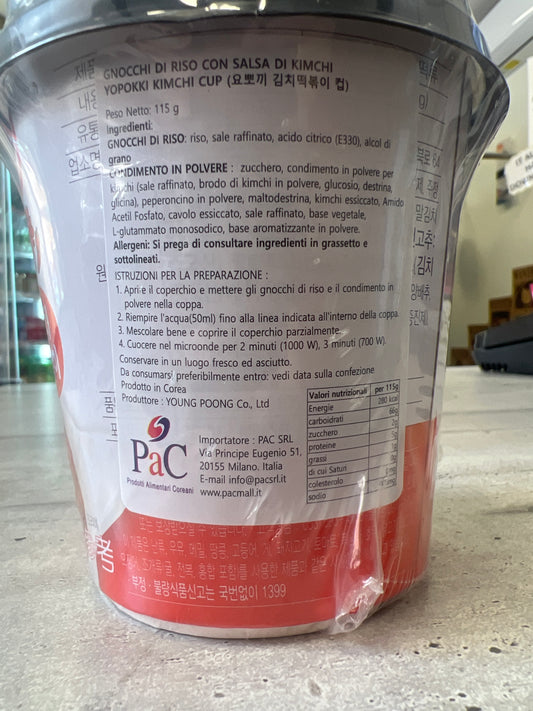 GNOCCHI DI RISO CON SALSA DI KIMCHI
YOPOKKI KIMCHI CUP (요뽀끼 김치떡볶이 컵)
Peso Netto: 115 g
Ingredienti:
GNOCCHI DI RISO: riso, sale raffinato, acido citrico (E330), alcol di
grano
CONDIMENTO IN POLVERE : zucchero, condimento in polvere per
kimchi (sale raffinato, brodo di kimchi in polvere, glucosio, destrina,
glicina), peperoncino in polvere, maltodestrina, kimchi essiccato, Amido
Acetil Fosfato, cavolo essiccato, sale raffinato, base vegetale,
L-glutammato monosodico, base aromatizzante in polvere.
Allergeni: Si prega di consultare ingredienti in grassetto e
sottolineati.
ISTRUZIONI PER LA PREPARAZIONE :
1. Aprie il coperchio e mettere gli gnocchi di riso e il condimento in
polvere nella coppa.
2. Riempire l'acqua(50ml) fino alla linea indicata all'interno della coppa.
3. Mescolare bene e coprire il coperchio parzialmente.
4. Cuocere nel microonde per 2 minuti (1000 W), 3 minuti (700 W).
Conservare in un luogo fresco ed asciutto.
Da consumarsi preferibilmente entro: vedi data sulla confezione
Prodotto in Corea
Produttore : YOUNG POONG Co., Ltd
PaC
Prodotti Alimentari Coreani
Importatore : PAC SRL
Via Principe Eugenio 51,
20155 Milano. Italia
E-mail info@pacsrl.it
www.pacmall.it
Valori nutrizionali per 115g
Energie 280 kcal
carboidrati 66g
zucchero
proteine
grassi
di cui Saturi
colesterolo
sodio
부정·불량식품신고는 국번없이 1399